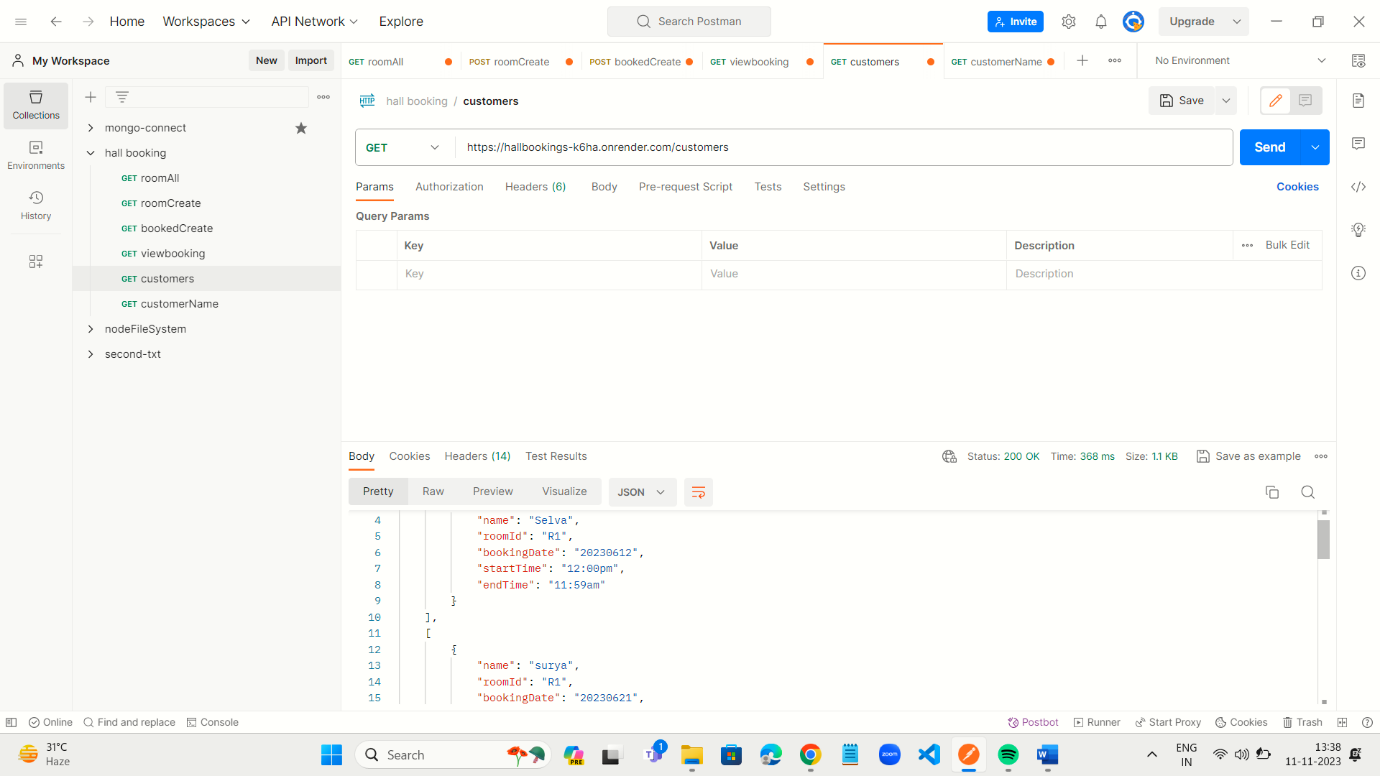 Home Workspaces API Network Explore Search Postman Invite Upgrade
My Workspace New Import GET roomAll POST roomCreate POST bookedCreate GET viewbooking GET customers GET customerName No Environment
Collections
Environments
History
mongo-connect
hall booking
GET roomAll
GET roomCreate
GET bookedCreate
GET viewbooking
GET customers
GET customerName
nodeFileSystem
second-txt
HTTP hall booking / customers Save
GET https://hallbookings-k6ha.onrender.com/customers Send
Params Authorization Headers (6) Body Pre-request Script Tests Settings Cookies
Query Params
Key Value Description Bulk Edit
Key Value Description
Body Cookies Headers (14) Test Results Status: 200 OK Time: 368 ms Size: 1.1 KB Save as example
Pretty Raw Preview Visualize JSON
4 "name": "Selva",
5 "roomId": "R1",
6 "bookingDate": "20230612",
7 "startTime": "12:00pm",
8 "endTime": "11:59am"
9 }
10 ],
11 [
12 {
13 "name": "surya",
14 "roomId": "R1",
15 "bookingDate": "20230621",
Online Find and replace Console Postbot Runner Start Proxy Cookies Trash
31°C
Haze
Search
PRE
1
zoom
ENG
IN
13:38
11-11-2023